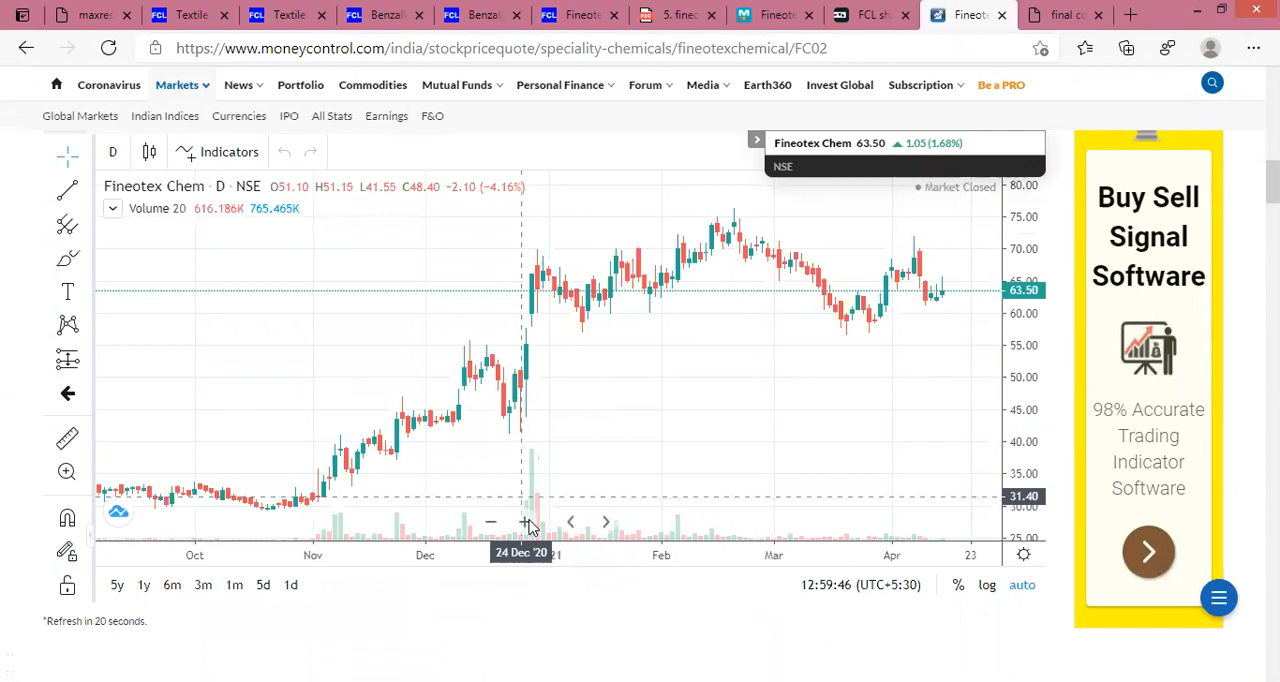 maxres
Textile
Textile
Benzal
Benzal
Fineote
5. finec
Fineote
FCL sh
Fineot
final cc
https://www.moneycontrol.com/india/stockpricequote/speciality-chemicals/fineotexchemical/FC02
Coronavirus Markets News Portfolio Commodities Mutual Funds Personal Finance Forum Media Earth360 Invest Global Subscription Be a PRO
Global Markets Indian Indices Currencies IPO All Stats Earnings F&O
D Indicators
Fineotex Chem 63.50 1.05 (1.68%)
NSE
Fineotex Chem · D · NSE O51.10 H51.15 L41.55 C48.40 -2.10 (-4.16%)
Market Closed
Volume 20 616.186K 765.465K
80.00
75.00
70.00
65.00
63.50
60.00
55.00
50.00
45.00
40.00
35.00
31.40
30.00
25.00
Oct Nov Dec 24 Dec '20 21 Feb Mar Apr 23
5y 1y 6m 3m 1m 5d 1d 12:59:46 (UTC+5:30) % log auto
*Refresh in 20 seconds.
Buy Sell
Signal
Software
98% Accurate
Trading
Indicator
Software